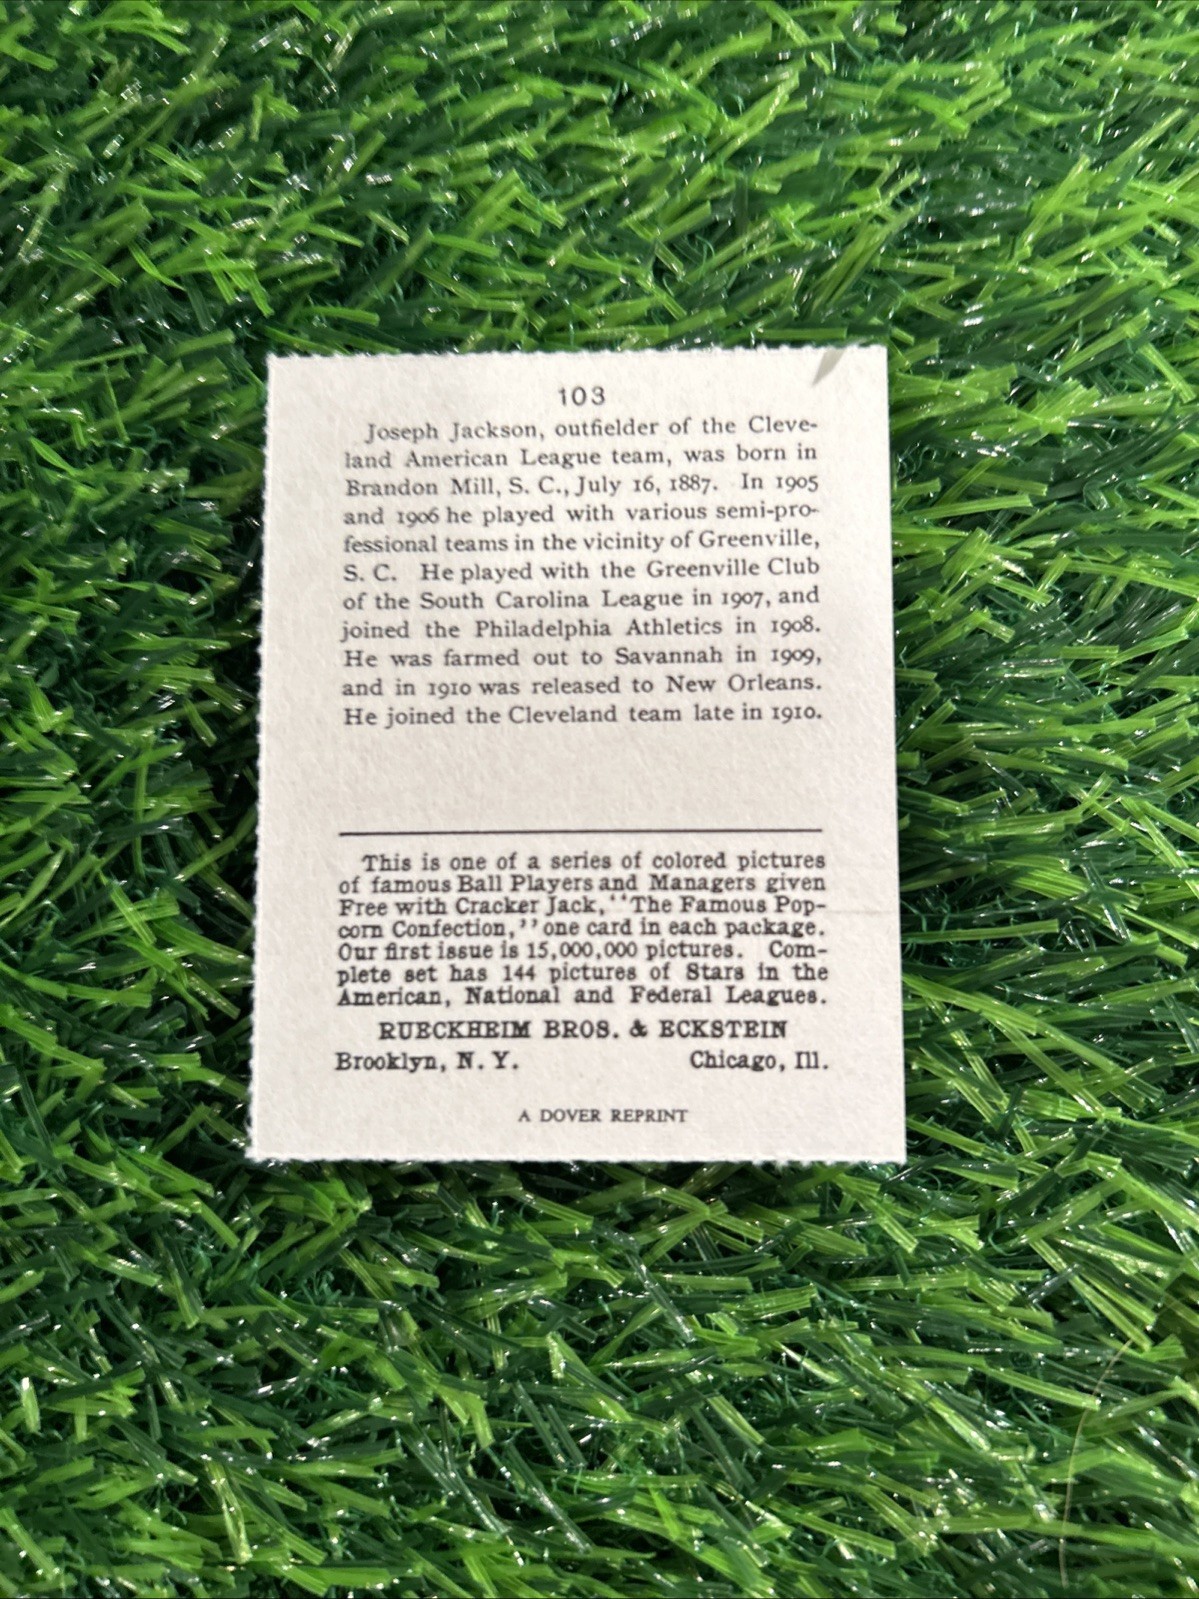 103
Joseph Jackson, outfielder of the Cleve-
land American League team, was born in
Brandon Mill, S. C., July 16, 1887. In 1905
and 1906 he played with various semi-pro-
fessional teams in the vicinity of Greenville,
S. C. He played with the Greenville Club
of the South Carolina League in 1907, and
joined the Philadelphia Athletics in 1908.
He was farmed out to Savannah in 1909,
and in 1910 was released to New Orleans.
He joined the Cleveland team late in 1910.
This is one of a series of colored pictures
of famous Ball Players and Managers given
Free with Cracker Jack, "The Famous Pop-
corn Confection," one card in each package.
Our first issue is 15,000,000 pictures. Com-
plete set has 144 pictures of Stars in the
American, National and Federal Leagues.
RUECKHEIM BROS. & ECKSTEIN
Brooklyn, N. Y. Chicago, Ill.
A DOVER REPRINT